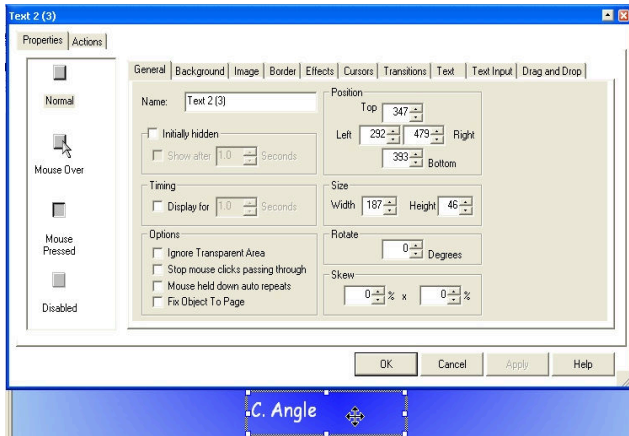 Text 2 (3)
Properties Actions
General Background Image Border Effects Cursors Transitions Text Text Input Drag and Drop
Normal
Mouse Over
Mouse
Pressed
Disabled
Name: Text 2 (3)
Initially hidden
Show after 1.0 Seconds
Timing
Display for 1.0 Seconds
Options
Ignore Transparent Area
Stop mouse clicks passing through
Mouse held down auto repeats
Fix Object To Page
Position
Top 347
Left 292 479 Right
393 Bottom
Size
Width 187 Height 46
Rotate
0 Degrees
Skew
0 % x 0 %
OK Cancel Apply Help
C. Angle